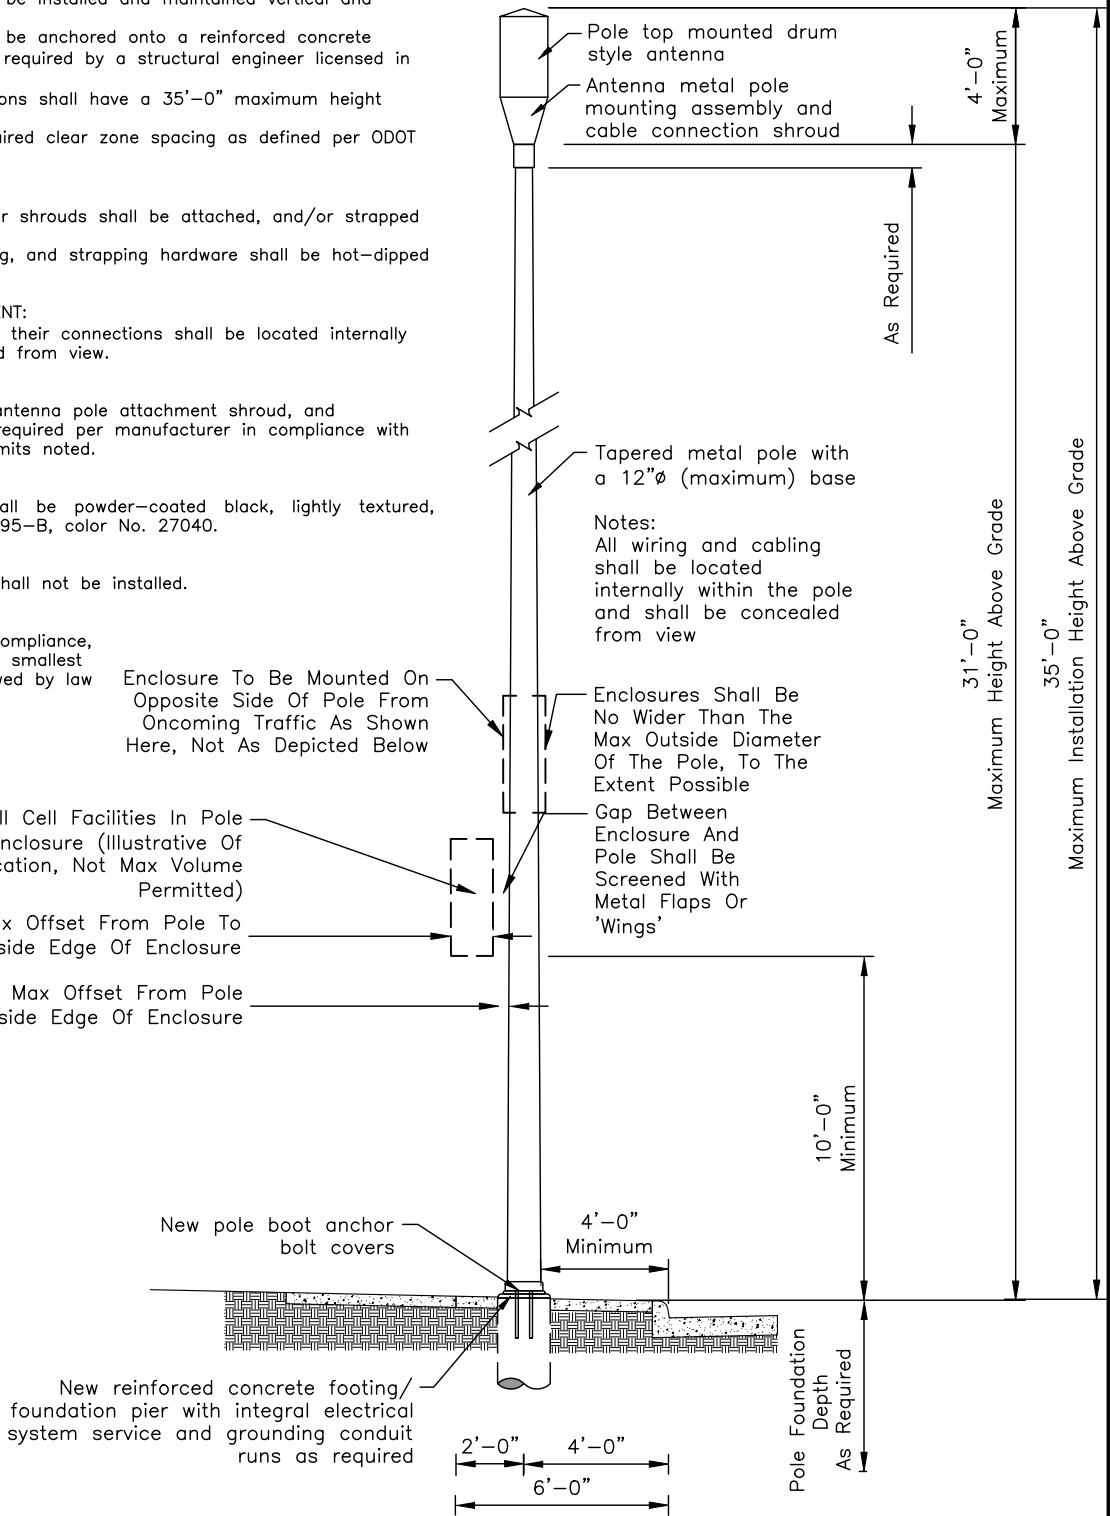 be installed and maintained vertical and
be anchored onto a reinforced concrete
required by a structural engineer licensed in
ons shall have a 35'-0" maximum height
uired clear zone spacing as defined per ODOT
r shrouds shall be attached, and/or strapped
g, and strapping hardware shall be hot-dipped
ENT:
their connections shall be located internally
d from view.
antenna pole attachment shroud, and
required per manufacturer in compliance with
mits noted.
all be powder-coated black, lightly textured,
95-B, color No. 27040.
hall not be installed.
ompliance,
smallest
ved by law
Pole top mounted drum
style antenna
Antenna metal pole
mounting assembly and
cable connection shroud
4'-0"
Maximum
As Required
Tapered metal pole with
a 12"ø (maximum) base
Notes:
All wiring and cabling
shall be located
internally within the pole
and shall be concealed
from view
31'-0"
Maximum Height Above Grade
35'-0"
Maximum Installation Height Above Grade
Enclosure To Be Mounted On
Opposite Side Of Pole From
Oncoming Traffic As Shown
Here, Not As Depicted Below
Enclosures Shall Be
No Wider Than The
Max Outside Diameter
Of The Pole, To The
Extent Possible
Gap Between
Enclosure And
Pole Shall Be
Screened With
Metal Flaps Or
'Wings'
ll Cell Facilities In Pole
nclosure (Illustrative Of
cation, Not Max Volume
Permitted)
x Offset From Pole To
side Edge Of Enclosure
Max Offset From Pole
side Edge Of Enclosure
10'-0"
Minimum
New pole boot anchor
bolt covers
4'-0"
Minimum
New reinforced concrete footing/
foundation pier with integral electrical
system service and grounding conduit
runs as required
2'-0"
4'-0"
6'-0"
Pole Foundation
Depth
As Required